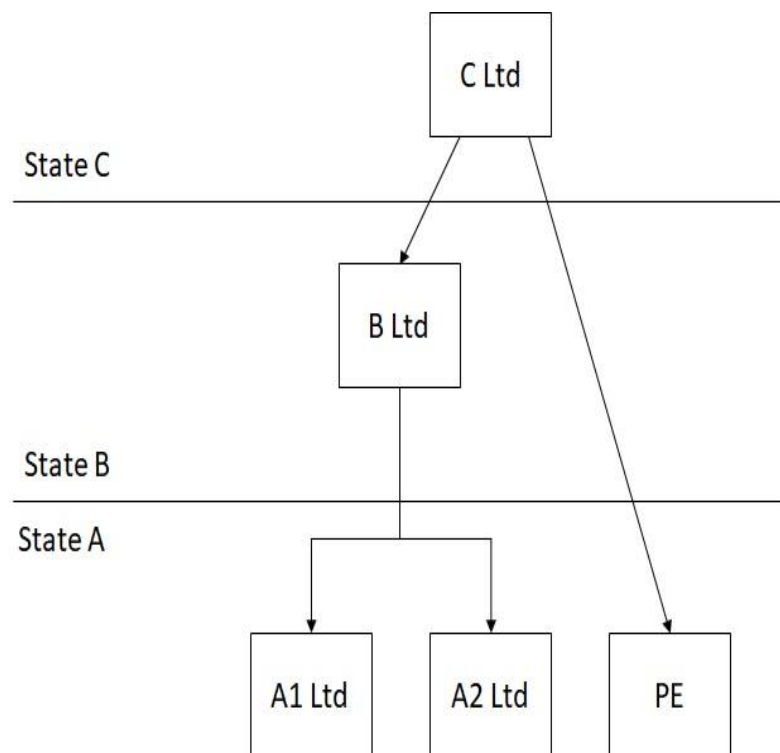 C Ltd
State C
B Ltd
State B
State A
A1 Ltd
A2 Ltd
PE